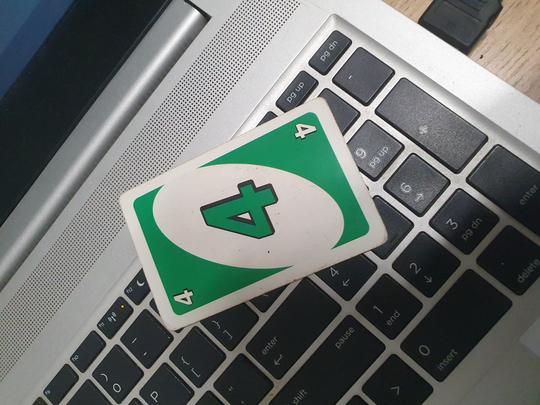 4
4
4
pg up
pg dn
)
0
-
P
{
[
}
]
"
'
enter
shift
pause
>
4
←
9
pg up
-
1
end
6
→
+
0
insert
2
↓
3
pg dn
delete
enter